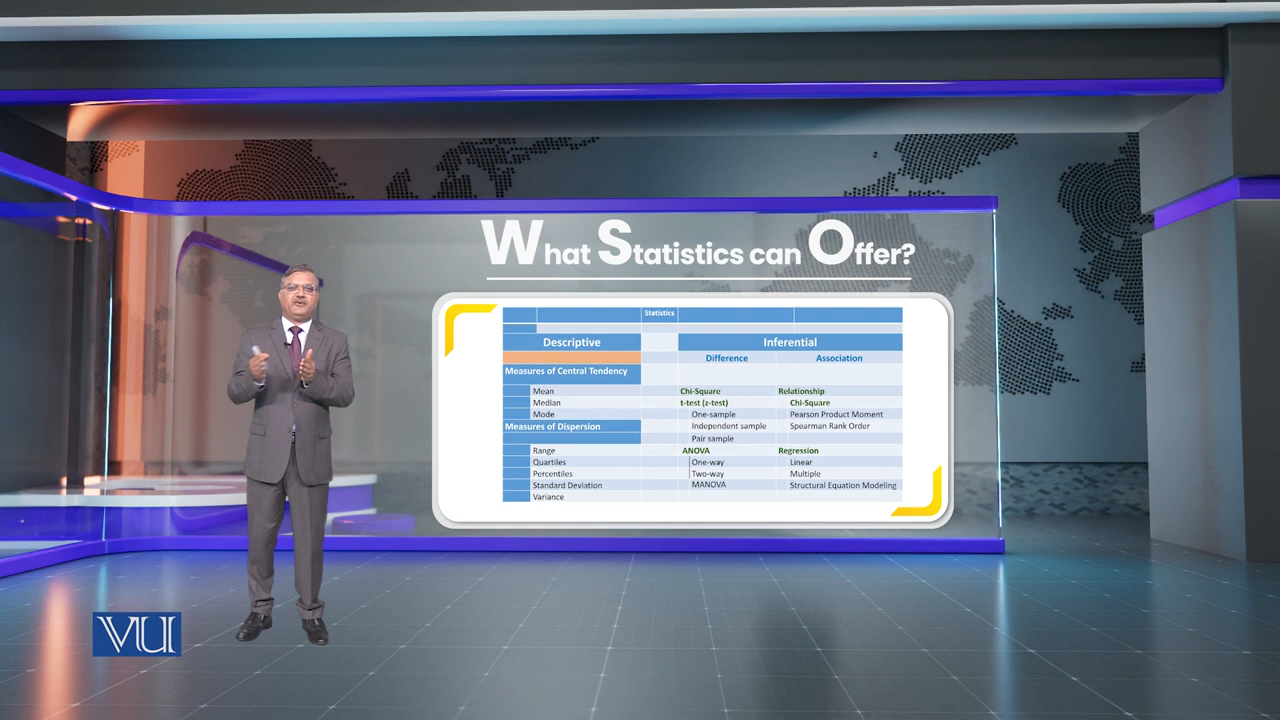 What Statistics can Offer?
Statistics
Descriptive Inferential
Difference Association
Measures of Central Tendency
Mean Chi-Square Relationship
Median t-test (z-test) Chi-Square
Mode One-sample Pearson Product Moment
Measures of Dispersion Independent sample Spearman Rank Order
Pair sample
Range ANOVA Regression
Quartiles One-way Linear
Percentiles Two-way Multiple
Standard Deviation MANOVA Structural Equation Modeling
Variance
VU